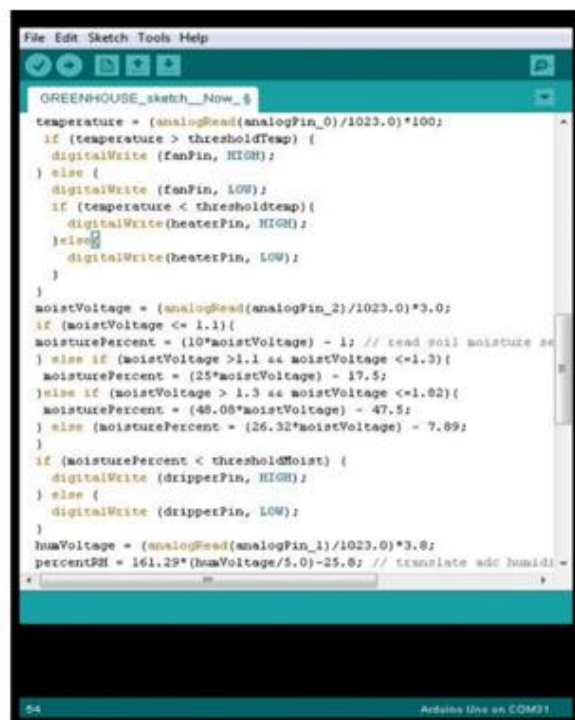 File Edit Sketch Tools Help
GREENHOUSE_sketch__Now_§
temperature = (analogRead(analogPin_0)/1023.0)*100;
if (temperature > thresholdTemp) {
digitalWrite (fanPin, HIGH);
} else {
digitalWrite (fanPin, LOW);
if (temperature < thresholdtemp){
digitalWrite(heaterPin, HIGH);
}else{
digitalWrite(heaterPin, LOW);
}
}
moistVoltage = (analogRead(analogPin_2)/1023.0)*3.0;
if (moistVoltage <= 1.1){
moisturePercent = (10*moistVoltage) - 1; // read soil moisture se
} else if (moistVoltage >1.1 && moistVoltage <=1.3){
moisturePercent = (25*moistVoltage) - 17.5;
}else if (moistVoltage > 1.3 && moistVoltage <=1.82){
moisturePercent = (48.08*moistVoltage) - 47.5;
} else (moisturePercent = (26.32*moistVoltage) - 7.89;
}
if (moisturePercent < thresholdMoist) {
digitalWrite (dripperPin, HIGH);
} else {
digitalWrite (dripperPin, LOW);
}
humVoltage = (analogRead(analogPin_1)/1023.0)*3.8;
percentRH = 161.29*(humVoltage/5.0)-25.8; // translate adc humidi
64
Arduino Uno on COM31